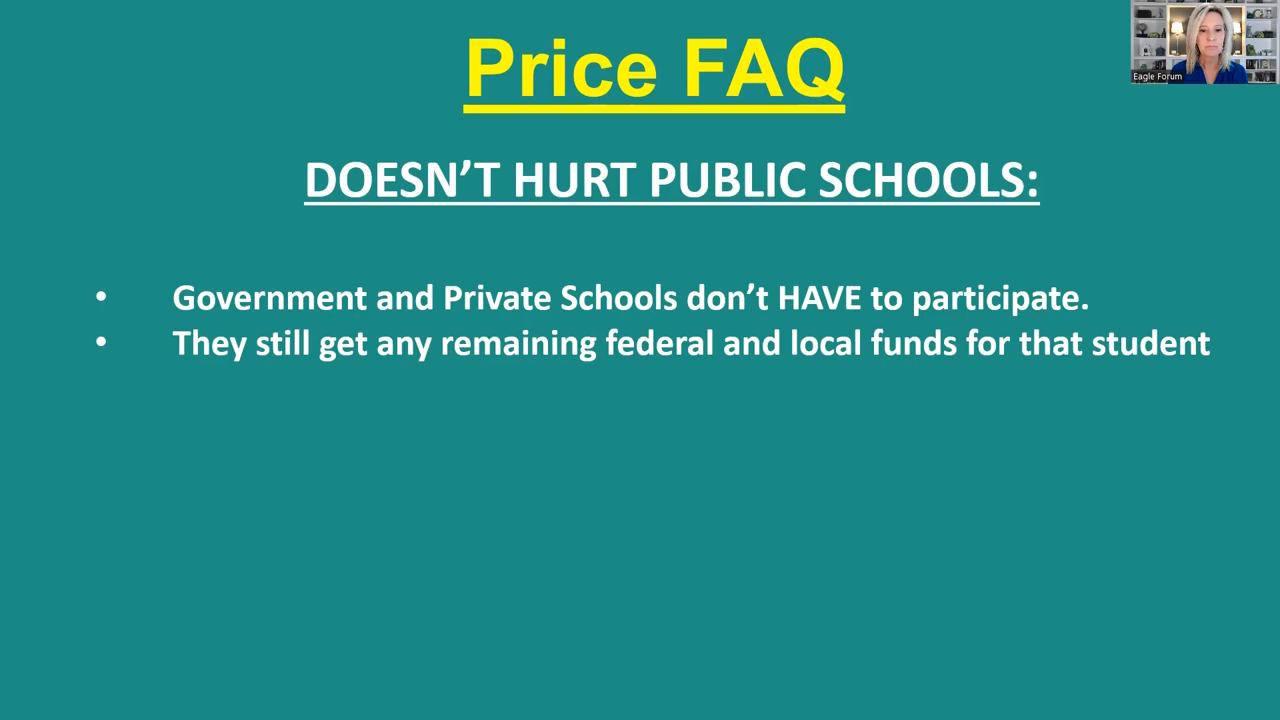 Price FAQ
Eagle Forum
DOESN’T HURT PUBLIC SCHOOLS:
• Government and Private Schools don’t HAVE to participate.
• They still get any remaining federal and local funds for that student